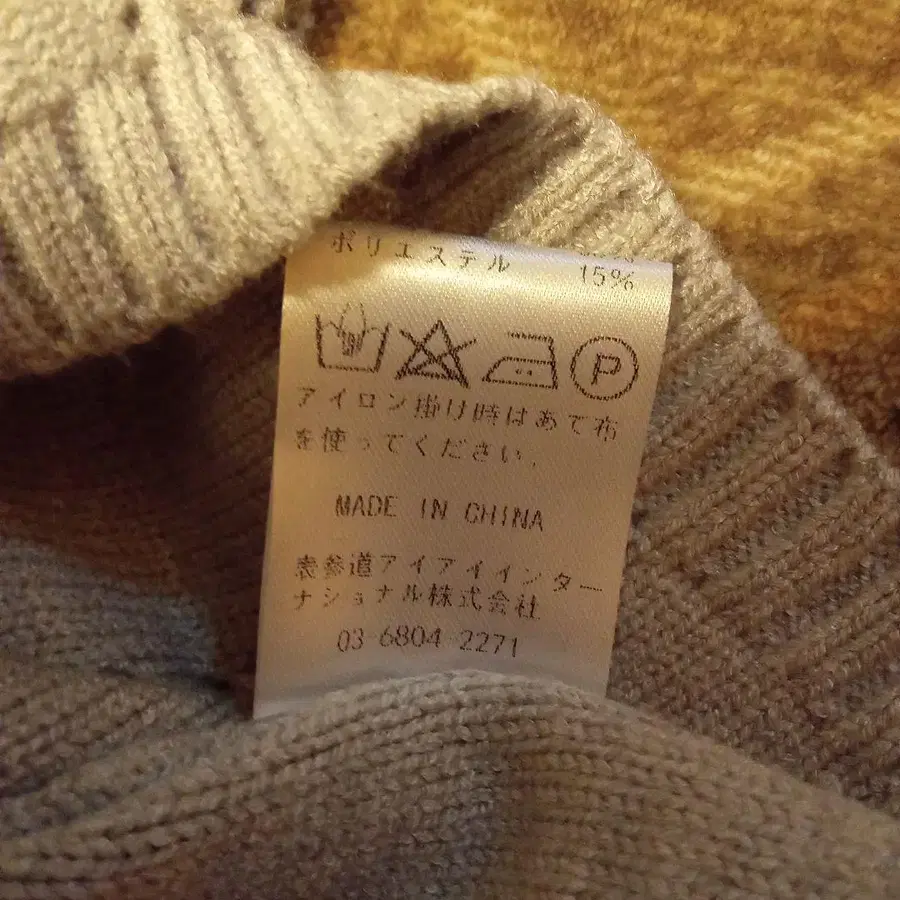 ポリエステル 15%
P
アイロン掛け時はあて布
を使ってください。
MADE IN CHINA
表参道アイアイインター
ナショナル株式会社
03-6804-2271